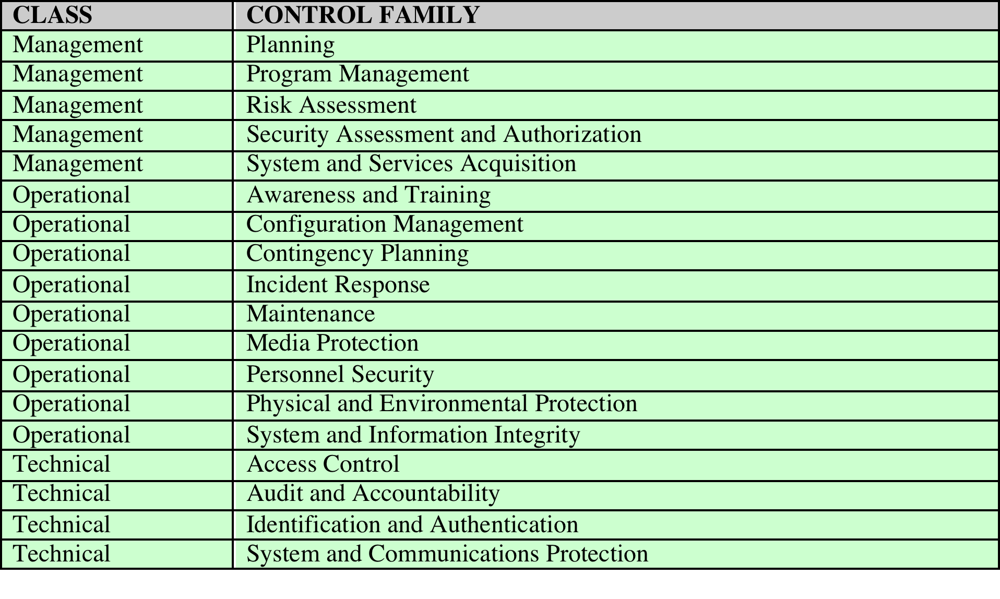 CLASS CONTROL FAMILY
Management Planning
Management Program Management
Management Risk Assessment
Management Security Assessment and Authorization
Management System and Services Acquisition
Operational Awareness and Training
Operational Configuration Management
Operational Contingency Planning
Operational Incident Response
Operational Maintenance
Operational Media Protection
Operational Personnel Security
Operational Physical and Environmental Protection
Operational System and Information Integrity
Technical Access Control
Technical Audit and Accountability
Technical Identification and Authentication
Technical System and Communications Protection